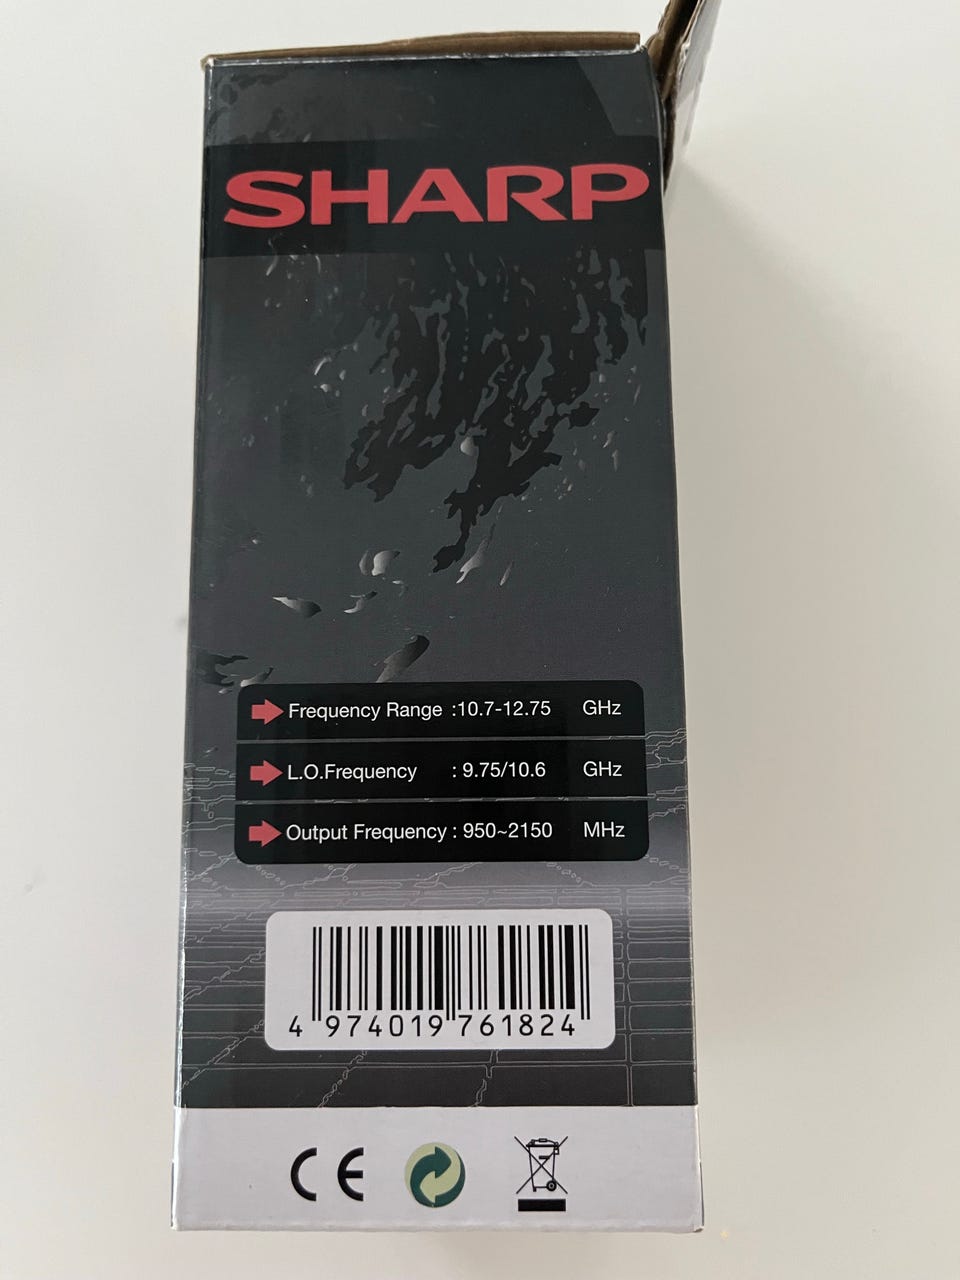 SHARP
Frequency Range :10.7-12.75 GHz
L.O.Frequency : 9.75/10.6 GHz
Output Frequency : 950~2150 MHz
4 974019 761824
CE